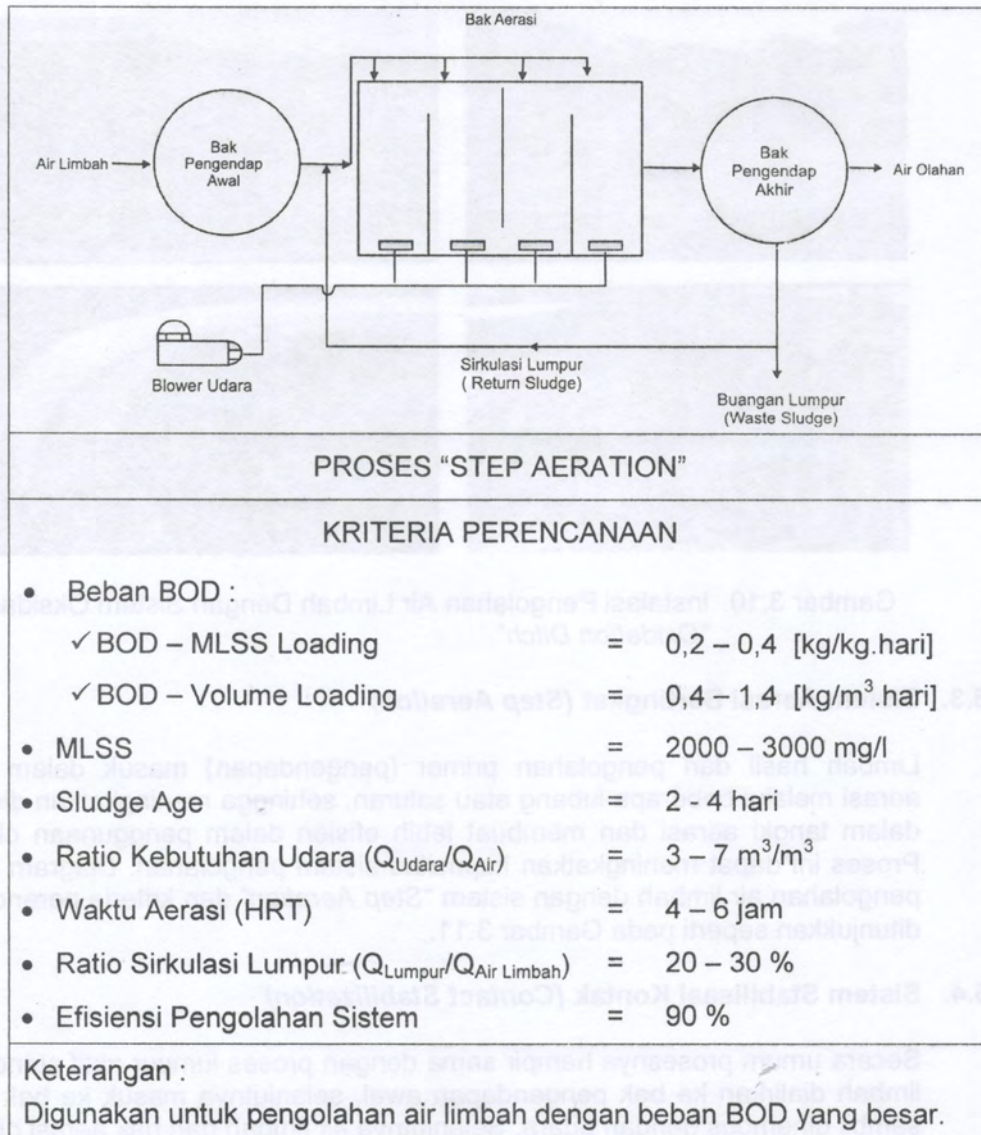 Bak Aerasi
Air Limbah
Bak
Pengendap
Awal
Bak
Pengendap
Akhir
Air Olahan
Blower Udara
Sirkulasi Lumpur
( Return Sludge)
Buangan Lumpur
(Waste Sludge)
PROSES “STEP AERATION”
KRITERIA PERENCANAAN
• Beban BOD :
✓ BOD – MLSS Loading = 0,2 – 0,4 [kg/kg.hari]
✓ BOD – Volume Loading = 0,4 – 1,4 [kg/m³.hari]
• MLSS = 2000 – 3000 mg/l
• Sludge Age = 2 - 4 hari
• Ratio Kebutuhan Udara (Q_Udara/Q_Air) = 3 – 7 m³/m³
• Waktu Aerasi (HRT) = 4 – 6 jam
• Ratio Sirkulasi Lumpur (Q_Lumpur/Q_Air Limbah) = 20 – 30 %
• Efisiensi Pengolahan Sistem = 90 %
Keterangan :
Digunakan untuk pengolahan air limbah dengan beban BOD yang besar.